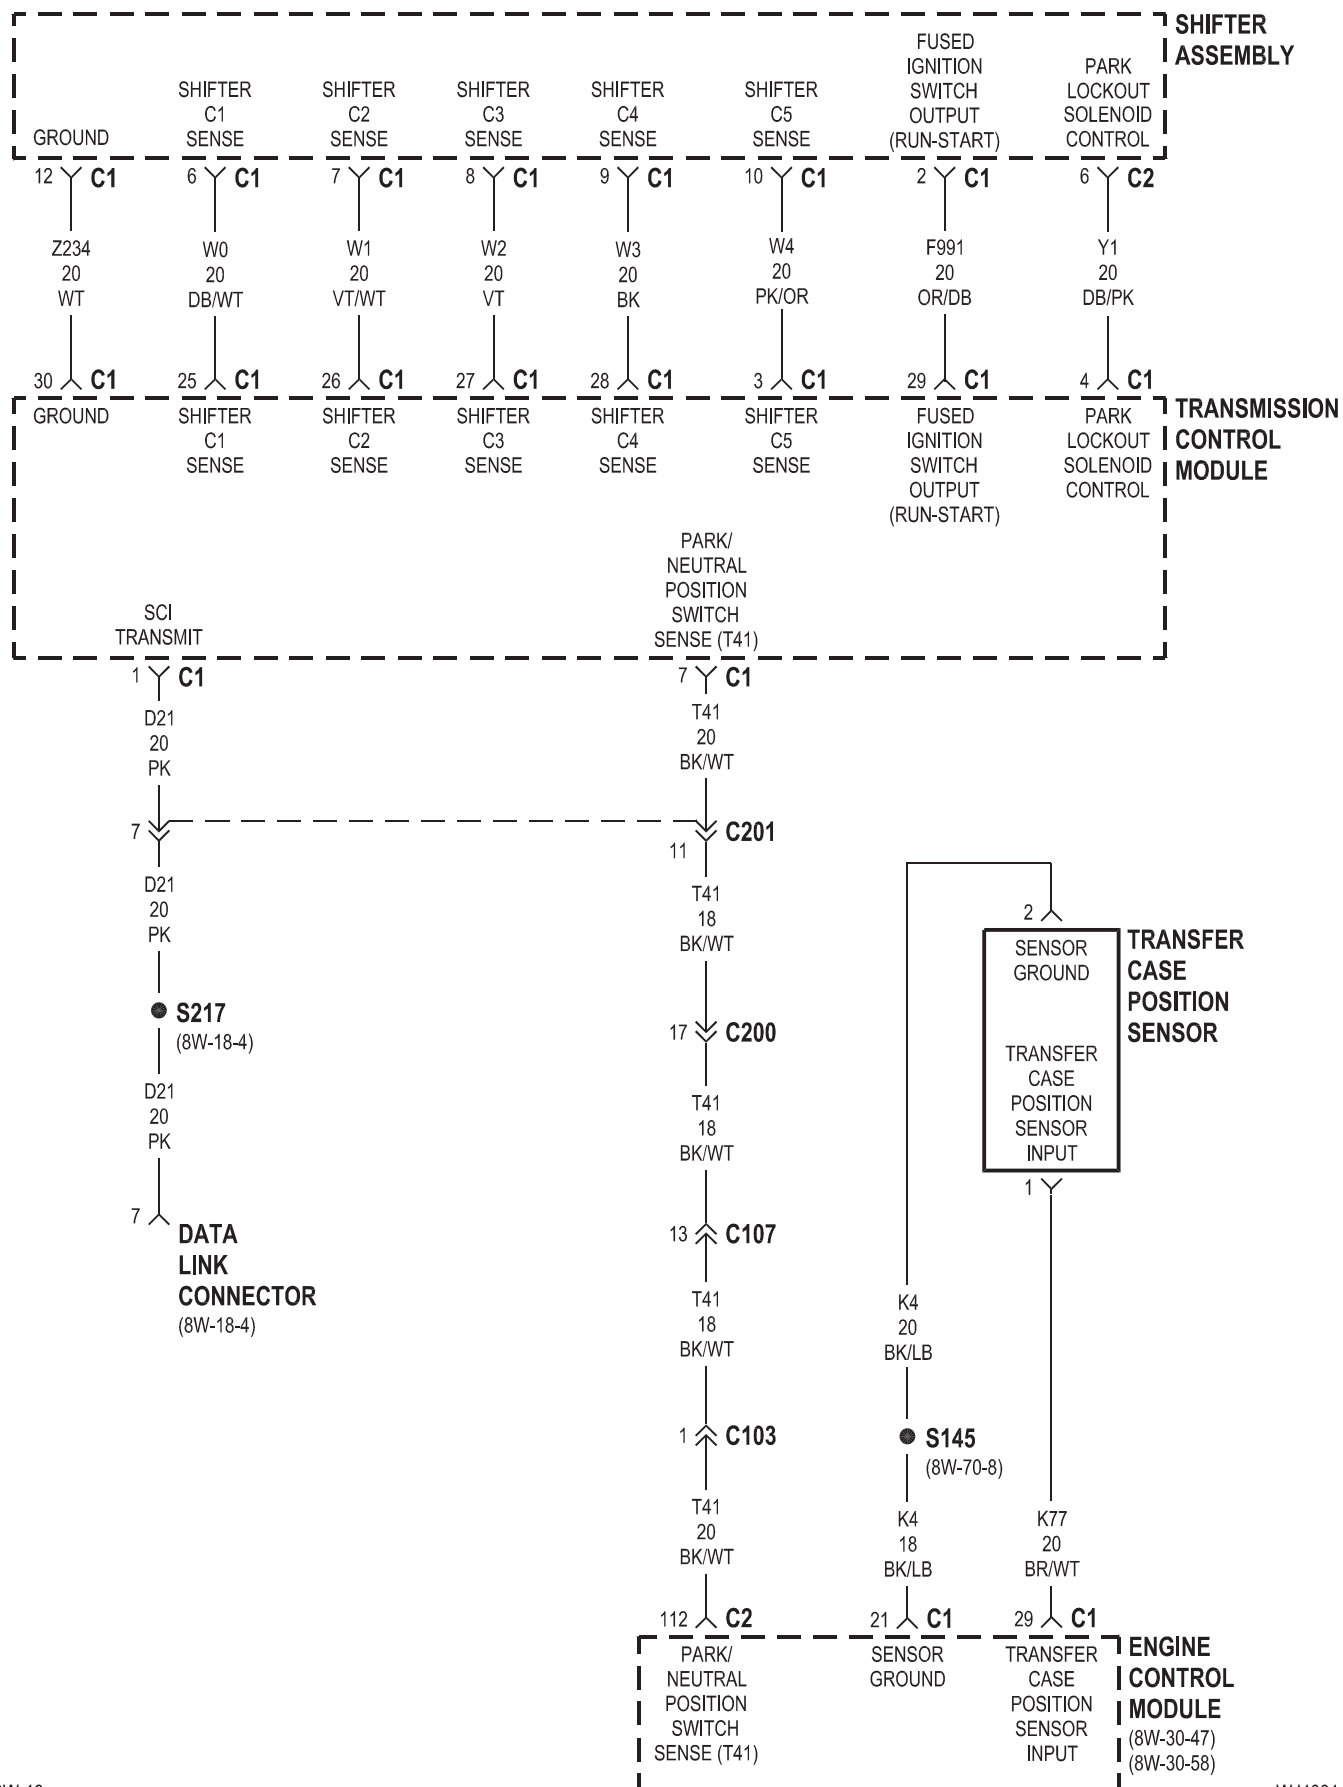 SHIFTER
ASSEMBLY
GROUND
SHIFTER
C1
SENSE
SHIFTER
C2
SENSE
SHIFTER
C3
SENSE
SHIFTER
C4
SENSE
SHIFTER
C5
SENSE
FUSED
IGNITION
SWITCH
OUTPUT
(RUN-START)
PARK
LOCKOUT
SOLENOID
CONTROL
12 C1
6 C1
7 C1
8 C1
9 C1
10 C1
2 C1
6 C2
Z234
20
WT
W0
20
DB/WT
W1
20
VT/WT
W2
20
VT
W3
20
BK
W4
20
PK/OR
F991
20
OR/DB
Y1
20
DB/PK
30 C1
25 C1
26 C1
27 C1
28 C1
3 C1
29 C1
4 C1
TRANSMISSION
CONTROL
MODULE
GROUND
SHIFTER
C1
SENSE
SHIFTER
C2
SENSE
SHIFTER
C3
SENSE
SHIFTER
C4
SENSE
SHIFTER
C5
SENSE
FUSED
IGNITION
SWITCH
OUTPUT
(RUN-START)
PARK
LOCKOUT
SOLENOID
CONTROL
SCI
TRANSMIT
PARK/
NEUTRAL
POSITION
SWITCH
SENSE (T41)
1 C1
7 C1
D21
20
PK
T41
20
BK/WT
7
11
C201
D21
20
PK
T41
18
BK/WT
S217
(8W-18-4)
17 C200
D21
20
PK
T41
18
BK/WT
7
DATA
LINK
CONNECTOR
(8W-18-4)
13 C107
T41
18
BK/WT
1 C103
T41
20
BK/WT
112 C2
2
SENSOR
GROUND
TRANSFER
CASE
POSITION
SENSOR
INPUT
TRANSFER
CASE
POSITION
SENSOR
1
K4
20
BK/LB
S145
(8W-70-8)
K4
18
BK/LB
K77
20
BR/WT
21 C1
29 C1
PARK/
NEUTRAL
POSITION
SWITCH
SENSE (T41)
SENSOR
GROUND
TRANSFER
CASE
POSITION
SENSOR
INPUT
ENGINE
CONTROL
MODULE
(8W-30-47)
(8W-30-58)